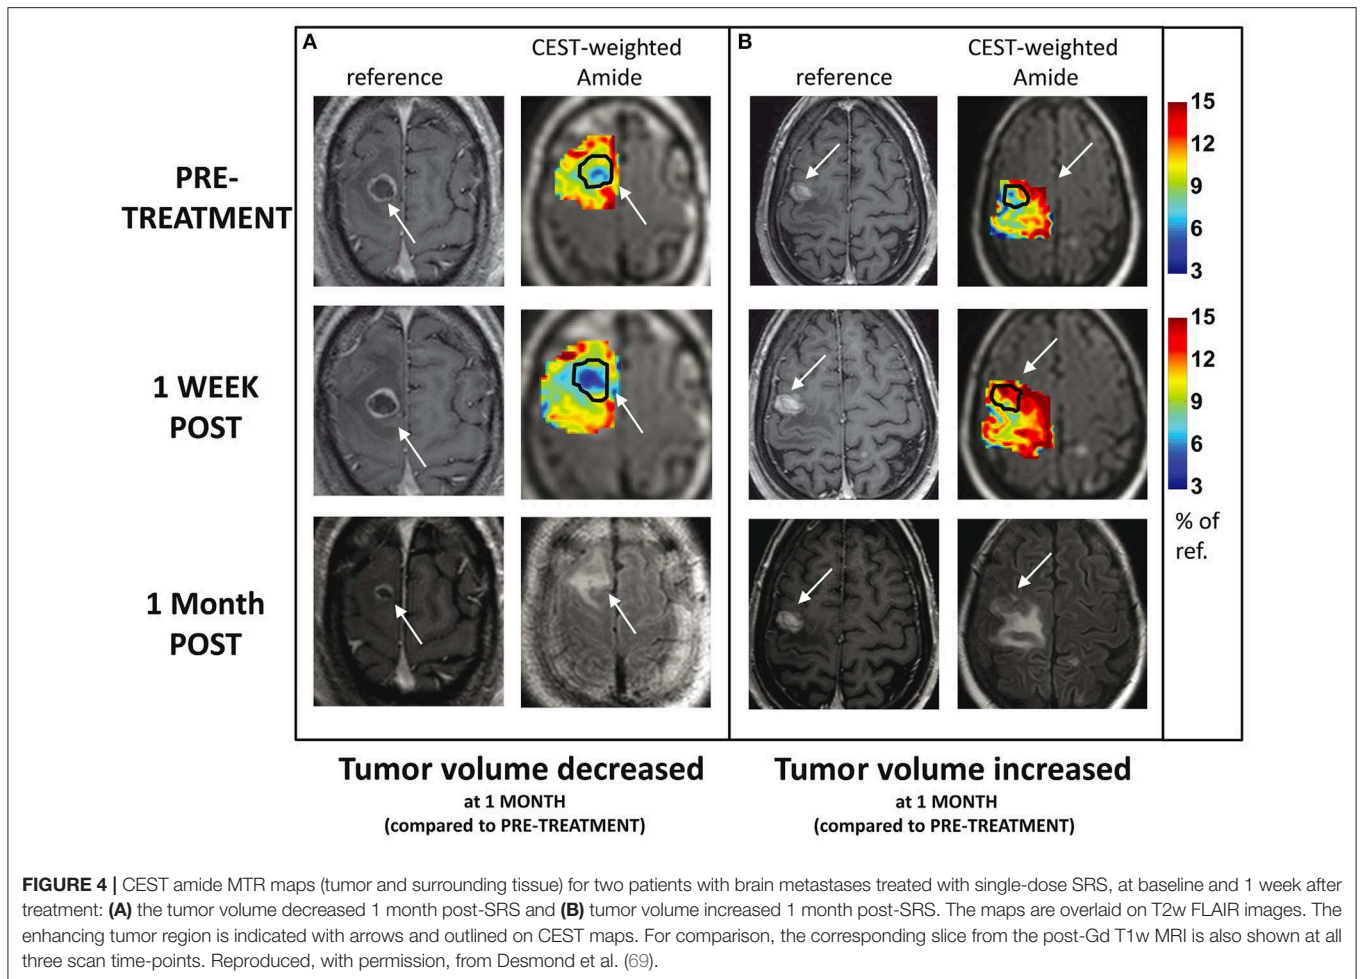 A
B
CEST-weighted
Amide
reference
CEST-weighted
Amide
reference
PRE-
TREATMENT
15
12
9
6
3
1 WEEK
POST
15
12
9
6
3
% of
ref.
1 Month
POST
Tumor volume decreased
at 1 MONTH
(compared to PRE-TREATMENT)
Tumor volume increased
at 1 MONTH
(compared to PRE-TREATMENT)
FIGURE 4 | CEST amide MTR maps (tumor and surrounding tissue) for two patients with brain metastases treated with single-dose SRS, at baseline and 1 week after
treatment: (A) the tumor volume decreased 1 month post-SRS and (B) tumor volume increased 1 month post-SRS. The maps are overlaid on T2w FLAIR images. The
enhancing tumor region is indicated with arrows and outlined on CEST maps. For comparison, the corresponding slice from the post-Gd T1w MRI is also shown at all
three scan time-points. Reproduced, with permission, from Desmond et al. (69).